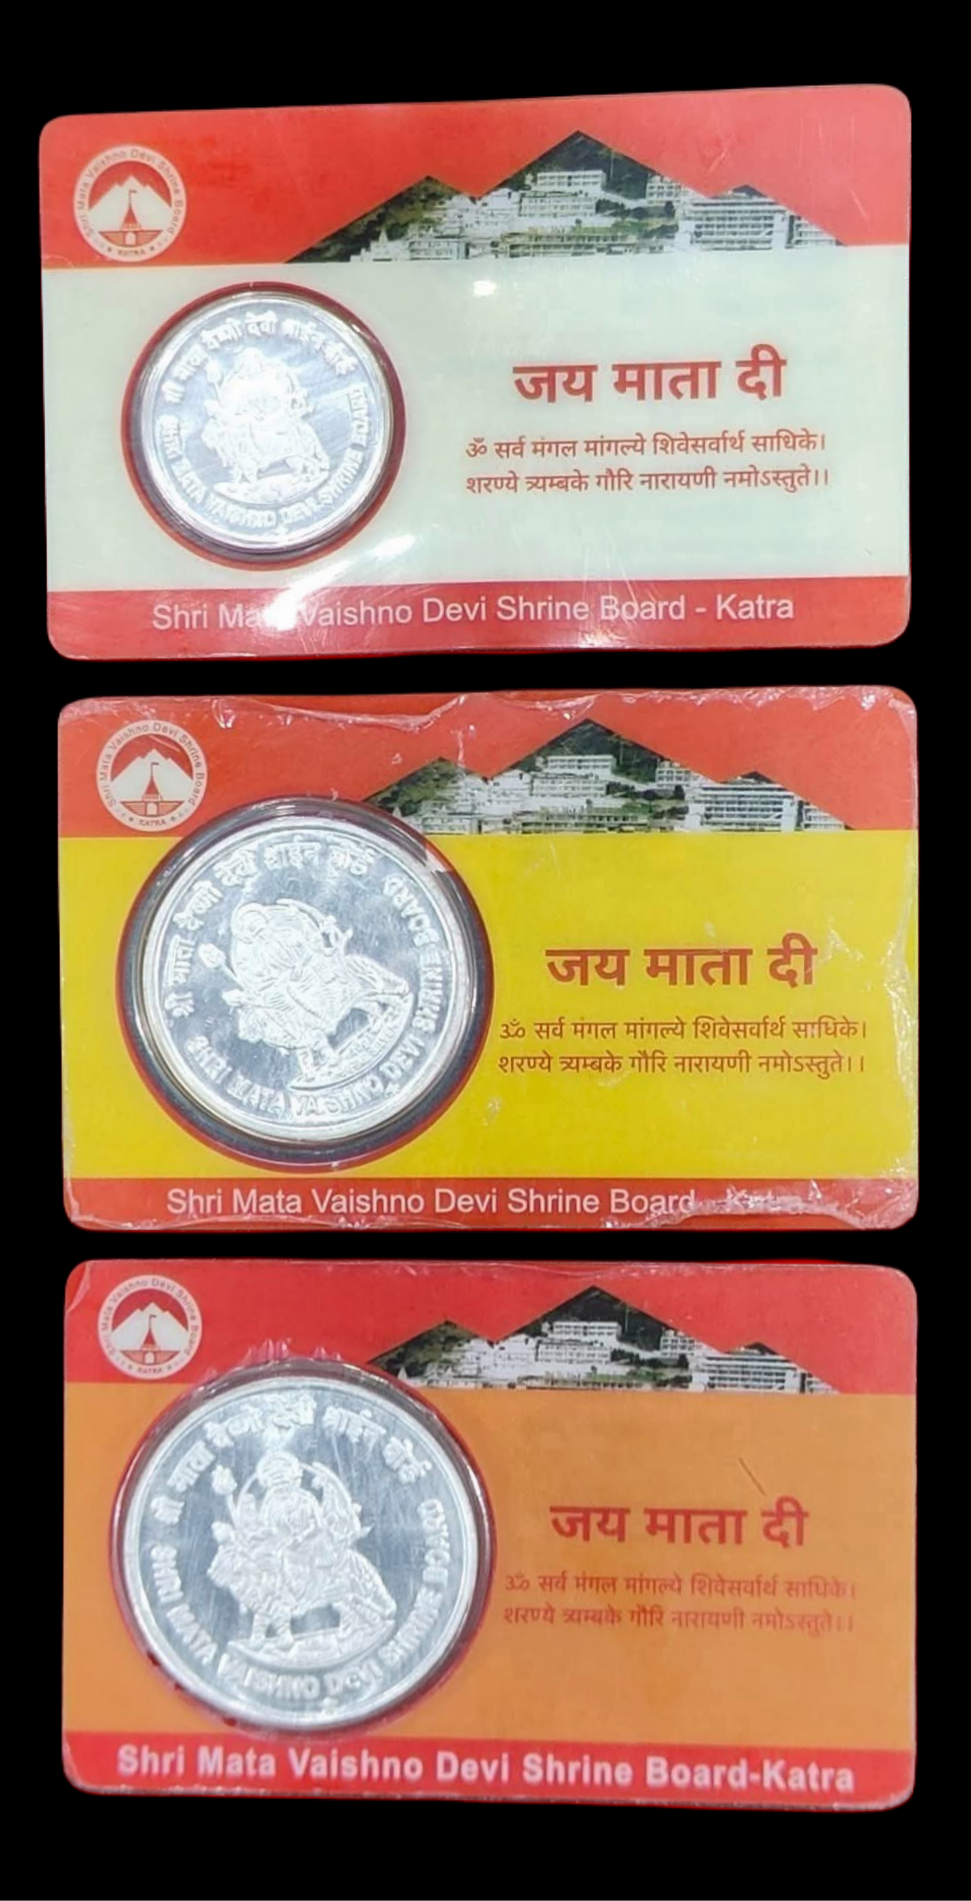 Shri Mata Vaishno Devi Shrine Board
KATRA
श्री माता वैष्णो देवी श्राईन बोर्ड
SHRI MATA VAISHNO DEVI SHRINE BOARD
जय माता दी
ॐ सर्व मंगल मांगल्ये शिवेसर्वार्थ साधिके।
शरण्ये त्र्यम्बके गौरि नारायणी नमोऽस्तुते।।
Shri Vaishno Devi Shrine Board - Katra
Shri Mata Vaishno Devi Shrine Board
KATRA
श्री माता वैष्णो देवी श्राईन बोर्ड
SHRI MATA VAISHNO DEVI SHRINE BOARD
जय माता दी
ॐ सर्व मंगल मांगल्ये शिवेसर्वार्थ साधिके।
शरण्ये त्र्यम्बके गौरि नारायणी नमोऽस्तुते।।
Shri Mata Vaishno Devi Shrine Board
Shri Mata Vaishno Devi Shrine Board
KATRA
श्री माता वैष्णो देवी श्राईन बोर्ड
SHRI MATA VAISHNO DEVI SHRINE BOARD
जय माता दी
ॐ सर्व मंगल मांगल्ये शिवेसर्वार्थ साधिके।
शरण्ये त्र्यम्बके गौरि नारायणी नमोऽस्तुते।।
Shri Mata Vaishno Devi Shrine Board-Katra